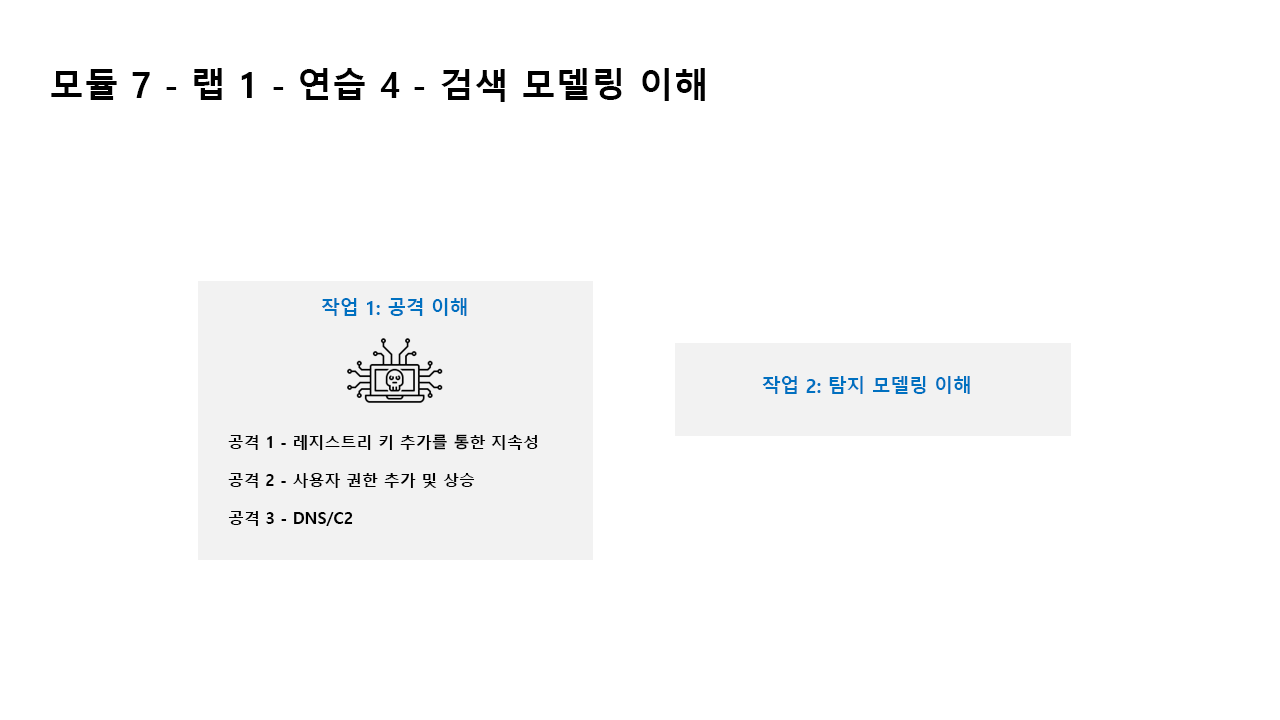 모듈 7 - 랩 1 - 연습 4 - 검색 모델링 이해
작업 1: 공격 이해
공격 1 - 레지스트리 키 추가를 통한 지속성
공격 2 - 사용자 권한 추가 및 상승
공격 3 - DNS/C2
작업 2: 탐지 모델링 이해